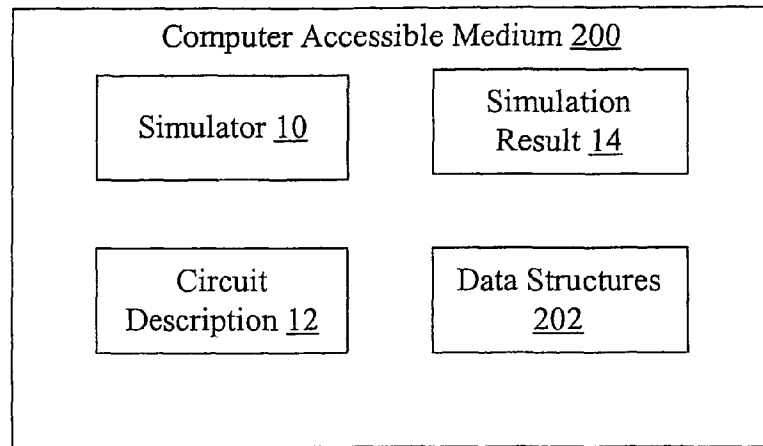 Computer Accessible Medium 200
Simulator 10
Simulation
Result 14
Circuit
Description 12
Data Structures
202